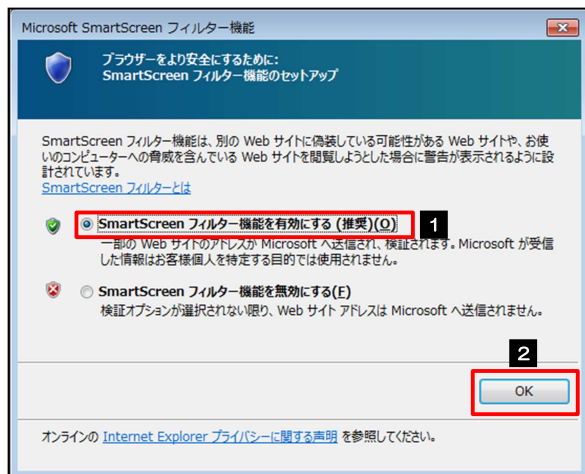 Microsoft SmartScreen フィルター機能
ブラウザーをより安全にするために:
SmartScreen フィルター機能のセットアップ
SmartScreen フィルター機能は、別の Web サイトに偽装している可能性がある Web サイトや、お使
いのコンピューターへの脅威を含んでいる Web サイトを閲覧しようとした場合に警告が表示されるように設
計されています。
SmartScreen フィルターとは
SmartScreen フィルター機能を有効にする (推奨)(O)
1
一部の Web サイトのアドレスが Microsoft へ送信され、検証されます。Microsoft が受信
した情報はお客様個人を特定する目的では使用されません。
SmartScreen フィルター機能を無効にする(F)
検証オプションが選択されない限り、Web サイト アドレスは Microsoft へ送信されません。
2
OK
オンラインの Internet Explorer プライバシーに関する声明 を参照してください。